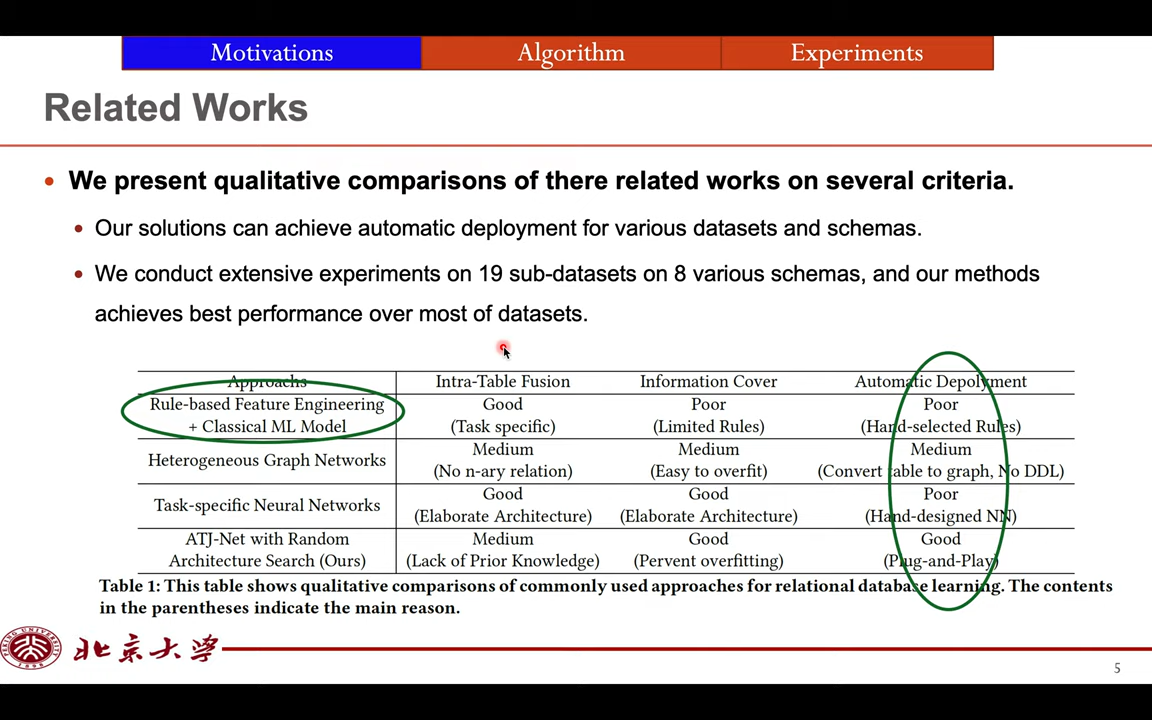 Motivations Algorithm Experiments
Related Works
We present qualitative comparisons of there related works on several criteria.
Our solutions can achieve automatic deployment for various datasets and schemas.
We conduct extensive experiments on 19 sub-datasets on 8 various schemas, and our methods
achieves best performance over most of datasets.
Approachs Intra-Table Fusion Information Cover Automatic Depolyment
Rule-based Feature Engineering Good Poor Poor
+ Classical ML Model (Task specific) (Limited Rules) (Hand-selected Rules)
Heterogeneous Graph Networks Medium Medium Medium
(No n-ary relation) (Easy to overfit) (Convert table to graph, No DDL)
Task-specific Neural Networks Good Good Poor
(Elaborate Architecture) (Elaborate Architecture) (Hand-designed NN)
ATJ-Net with Random Medium Good Good
Architecture Search (Ours) (Lack of Prior Knowledge) (Pervent overfitting) (Plug-and-Play)
Table 1: This table shows qualitative comparisons of commonly used approaches for relational database learning. The contents
in the parentheses indicate the main reason.
PEKING UNIVERSITY
1898
北京大学
5